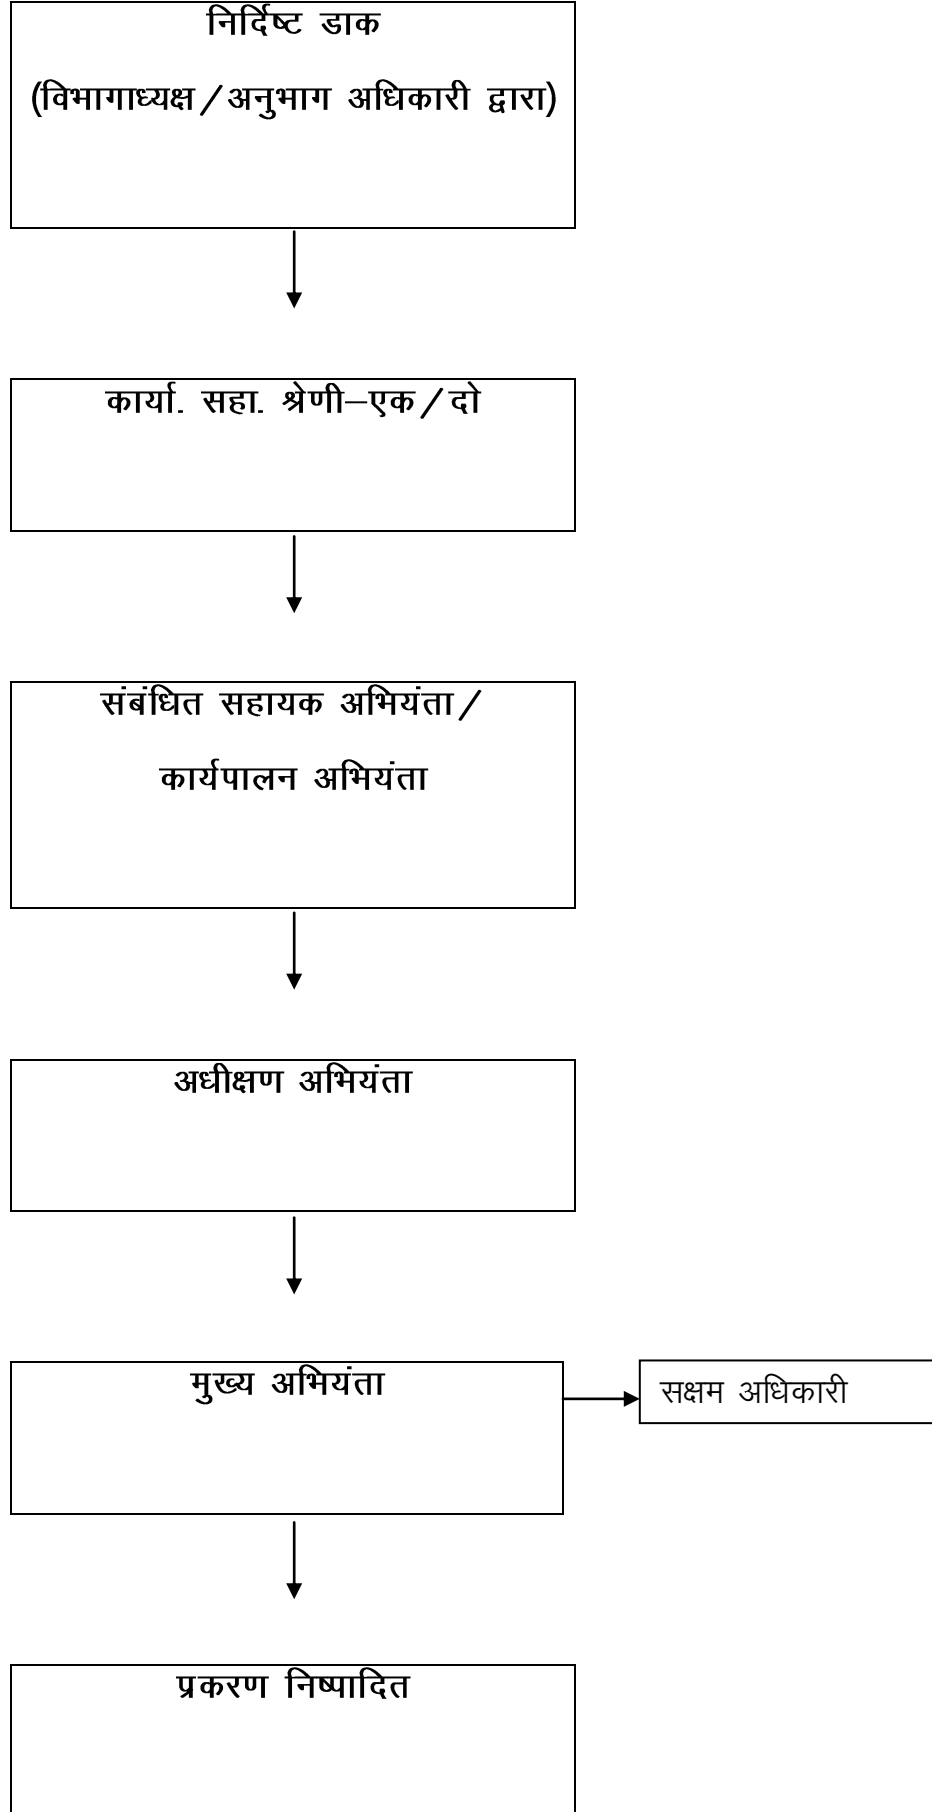 निर्दिष्ट डाक
(विभागाध्यक्ष/अनुभाग अधिकारी द्वारा)
कार्या. सहा. श्रेणी–एक/दो
संबंधित सहायक अभियंता/
कार्यपालन अभियंता
अधीक्षण अभियंता
मुख्य अभियंता
सक्षम अधिकारी
प्रकरण निष्पादित